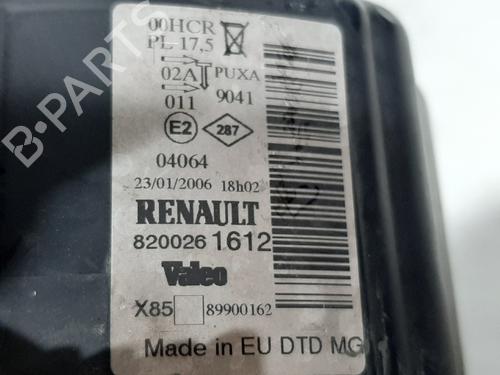 00HCR
PL 17,5
02A PUXA
011 9041
E2 287
04064
23/01/2006 18h02
RENAULT
820026 1612
Valeo
X85 89900162
Made in EU DTD MG
B-Parts